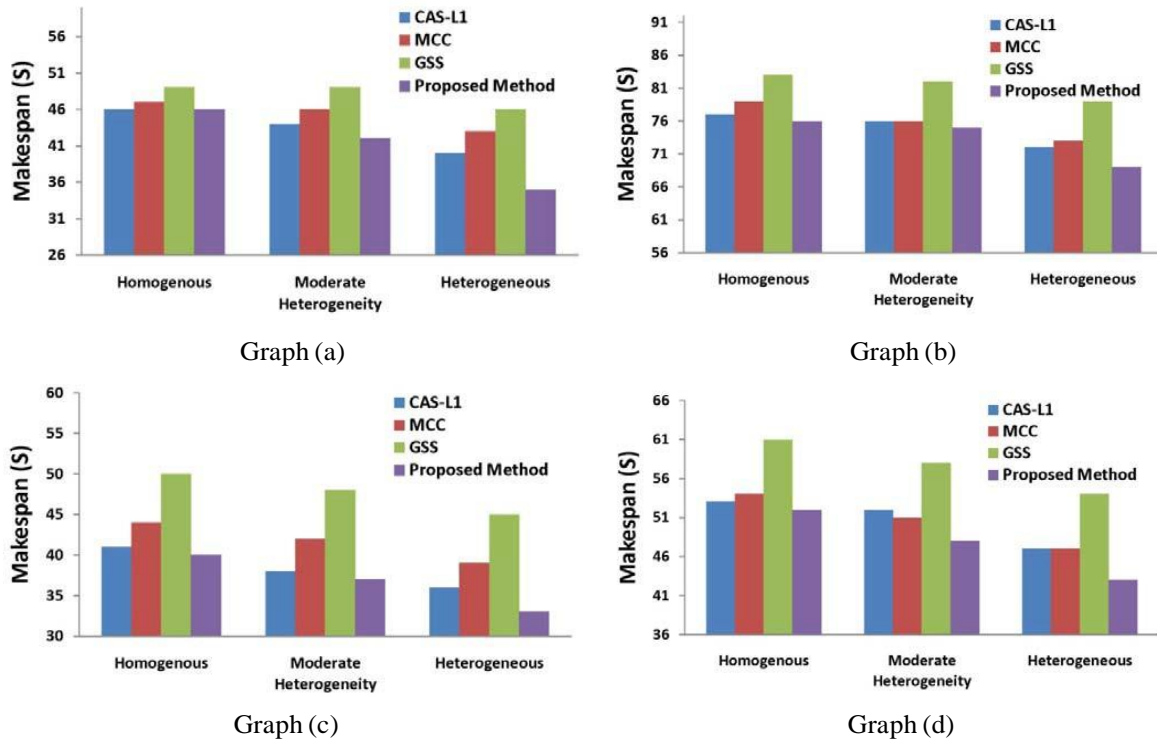 56
51
46
41
36
31
26
Makespan (S)
CAS-L1
MCC
GSS
Proposed Method
Homogenous
Moderate
Heterogeneity
Heterogeneous
Graph (a)
91
86
81
76
71
66
61
56
Makespan (S)
CAS-L1
MCC
GSS
Proposed Method
Homogenous
Moderate
Heterogeneity
Heterogeneous
Graph (b)
60
55
50
45
40
35
30
Makespan (S)
CAS-L1
MCC
GSS
Proposed Method
Homogenous
Moderate
Heterogeneity
Heterogeneous
Graph (c)
66
61
56
51
46
41
36
Makespan (S)
CAS-L1
MCC
GSS
Proposed Method
Homogenous
Moderate
Heterogeneity
Heterogeneous
Graph (d)